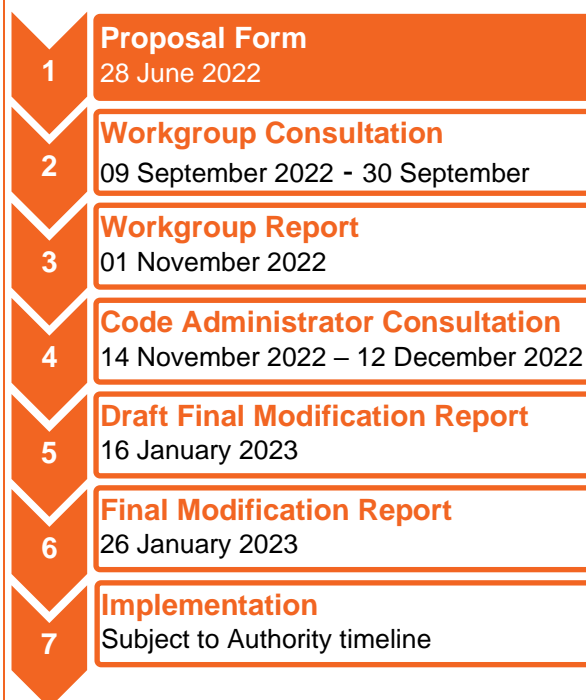 1
Proposal Form
28 June 2022
2
Workgroup Consultation
09 September 2022 - 30 September
3
Workgroup Report
01 November 2022
4
Code Administrator Consultation
14 November 2022 – 12 December 2022
5
Draft Final Modification Report
16 January 2023
6
Final Modification Report
26 January 2023
7
Implementation
Subject to Authority timeline